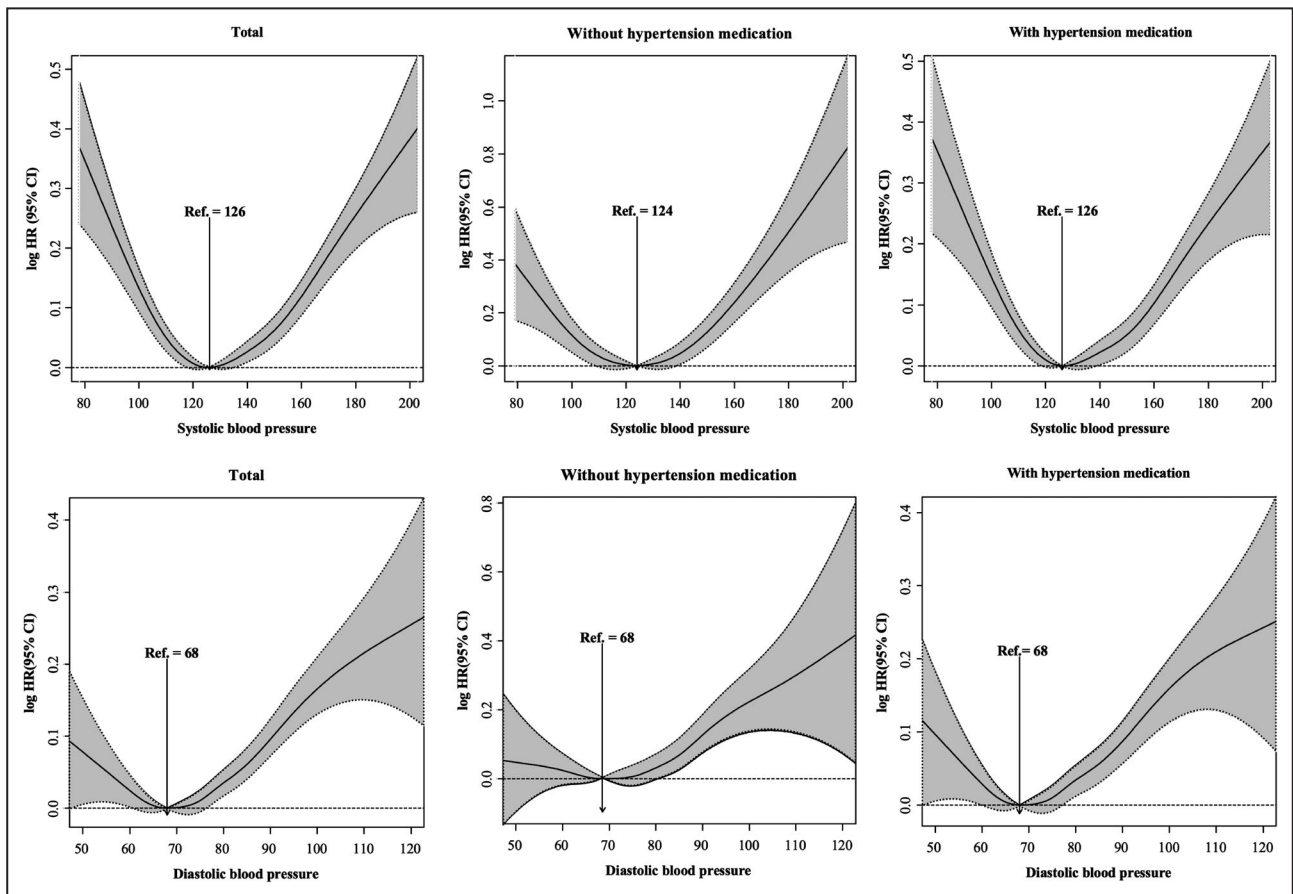 Total
log HR (95% CI)
0.0 0.1 0.2 0.3 0.4 0.5
Ref. = 126
80 100 120 140 160 180 200
Systolic blood pressure
Without hypertension medication
log HR(95% CI)
0.0 0.2 0.4 0.6 0.8 1.0
Ref. = 124
80 100 120 140 160 180 200
Systolic blood pressure
With hypertension medication
log HR(95% CI)
0.0 0.1 0.2 0.3 0.4 0.5
Ref. = 126
80 100 120 140 160 180 200
Systolic blood pressure
Total
log HR(95% CI)
0.0 0.1 0.2 0.3 0.4
Ref. = 68
50 60 70 80 90 100 110 120
Diastolic blood pressure
Without hypertension medication
log HR(95% CI)
0.0 0.2 0.4 0.6 0.8
Ref. = 68
50 60 70 80 90 100 110 120
Diastolic blood pressure
With hypertension medication
log HR(95% CI)
0.0 0.1 0.2 0.3 0.4
Ref. = 68
50 60 70 80 90 100 110 120
Diastolic blood pressure